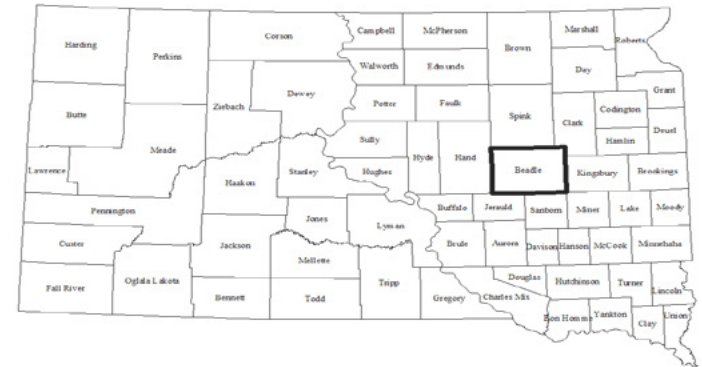 Harding
Perkins
Corson
Campbell
McPherson
Brown
Marshall
Roberts
Walworth
Edmunds
Day
Grant
Butte
Ziebach
Dewey
Potter
Faulk
Spink
Clark
Codington
Hamlin
Deuel
Meade
Sully
Hyde
Hand
Beadle
Kingsbury
Brookings
Lawrence
Haakon
Stanley
Hughes
Pennington
Jones
Lyman
Buffalo
Jerauld
Sanborn
Miner
Lake
Moody
Custer
Jackson
Mellette
Brule
Aurora
Davison
Hanson
McCook
Minnehaha
Fall River
Oglala Lakota
Bennett
Todd
Tripp
Gregory
Charles Mix
Douglas
Hutchinson
Turner
Lincoln
Bon Homme
Yankton
Clay
Union